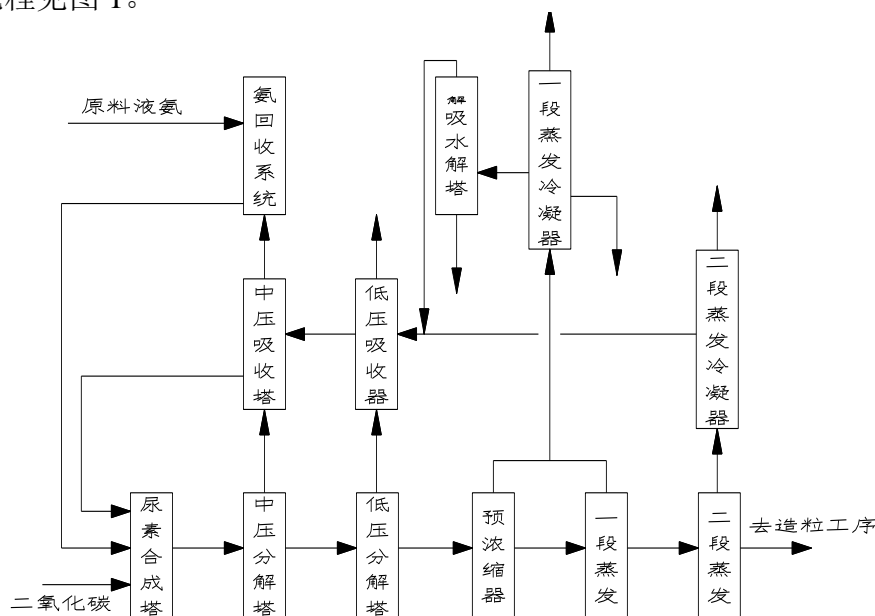 程见图1。
原料液氨
氨回收系统
解吸水解塔
一段蒸发冷凝器
中压吸收塔
低压吸收器
二段蒸发冷凝器
尿素合成塔
中压分解塔
低压分解塔
预浓缩器
一段蒸发
二段蒸发
去造粒工序
二氧化碳